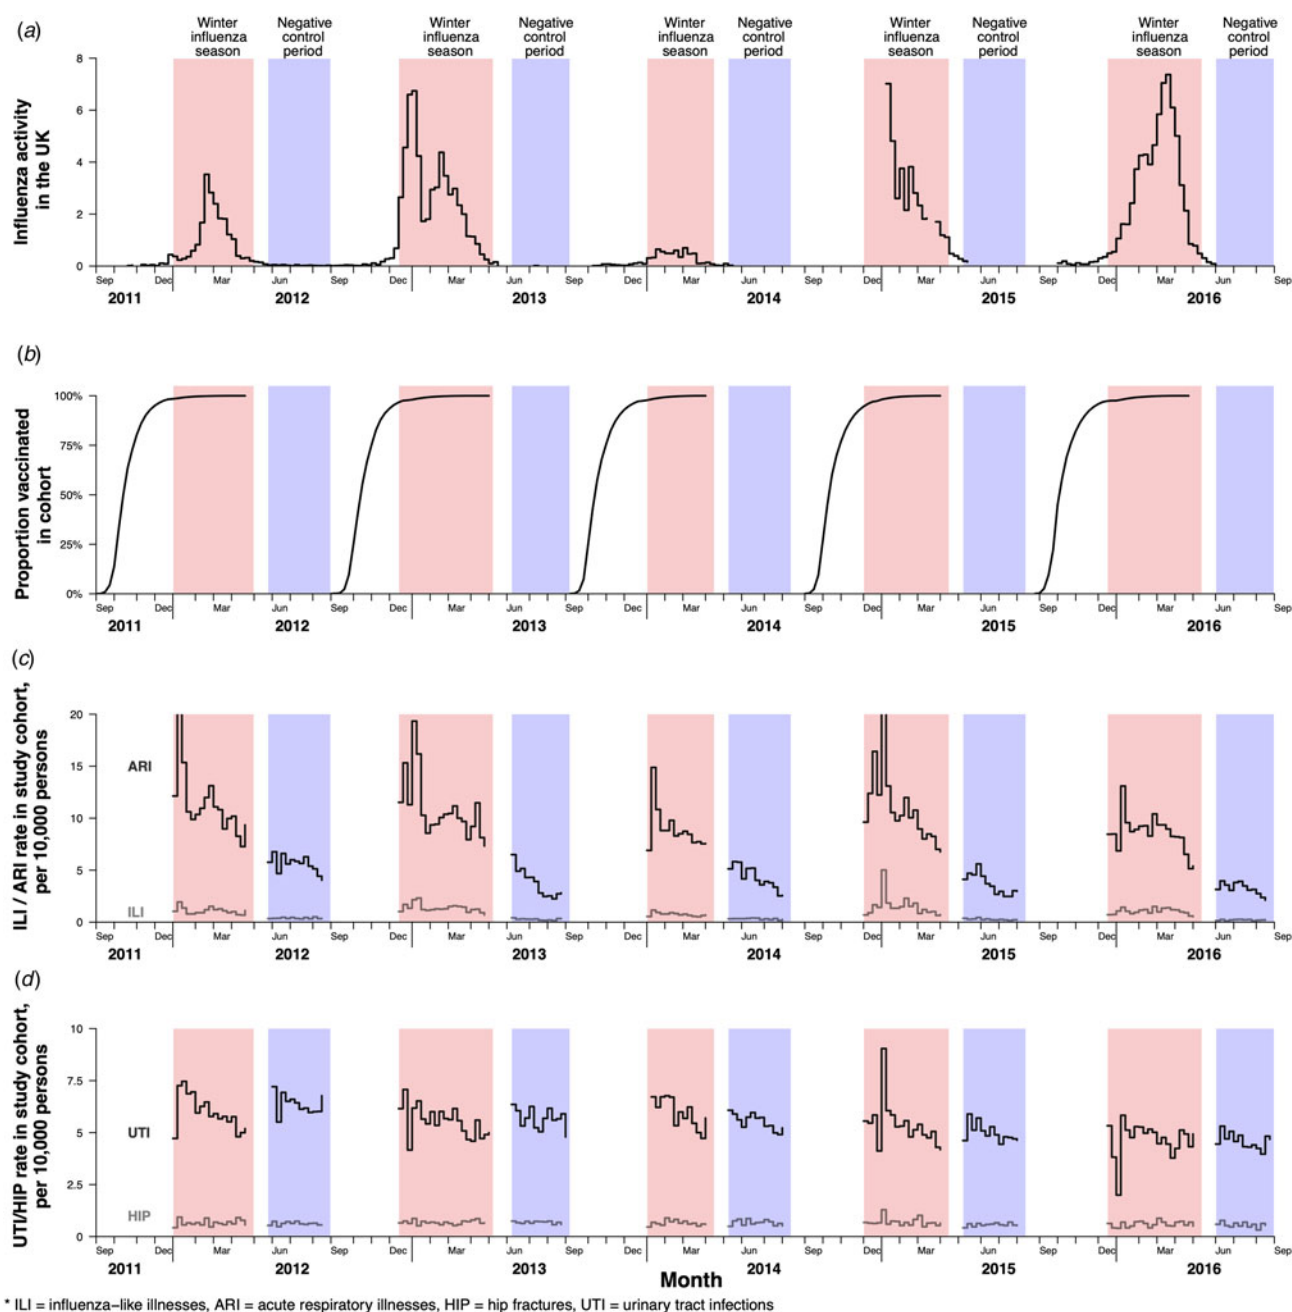 (a)
Winter influenza season
Negative control period
Winter influenza season
Negative control period
Winter influenza season
Negative control period
Winter influenza season
Negative control period
Winter influenza season
Negative control period
Influenza activity in the UK
8
6
4
2
0
Sep Dec Mar Jun Sep Dec Mar Jun Sep Dec Mar Jun Sep Dec Mar Jun Sep Dec Mar Jun Sep
2011 2012 2013 2014 2015 2016
(b)
Proportion vaccinated in cohort
100%
75%
50%
25%
0%
Sep Dec Mar Jun Sep Dec Mar Jun Sep Dec Mar Jun Sep Dec Mar Jun Sep Dec Mar Jun Sep
2011 2012 2013 2014 2015 2016
(c)
ILI / ARI rate in study cohort, per 10,000 persons
20
15
10
5
0
ARI
ILI
Sep Dec Mar Jun Sep Dec Mar Jun Sep Dec Mar Jun Sep Dec Mar Jun Sep Dec Mar Jun Sep
2011 2012 2013 2014 2015 2016
(d)
UTI/HIP rate in study cohort, per 10,000 persons
10
7.5
5
2.5
0
UTI
HIP
Sep Dec Mar Jun Sep Dec Mar Jun Sep Dec Mar Jun Sep Dec Mar Jun Sep Dec Mar Jun Sep
2011 2012 2013 2014 2015 2016
Month
* ILI = influenza-like illnesses, ARI = acute respiratory illnesses, HIP = hip fractures, UTI = urinary tract infections